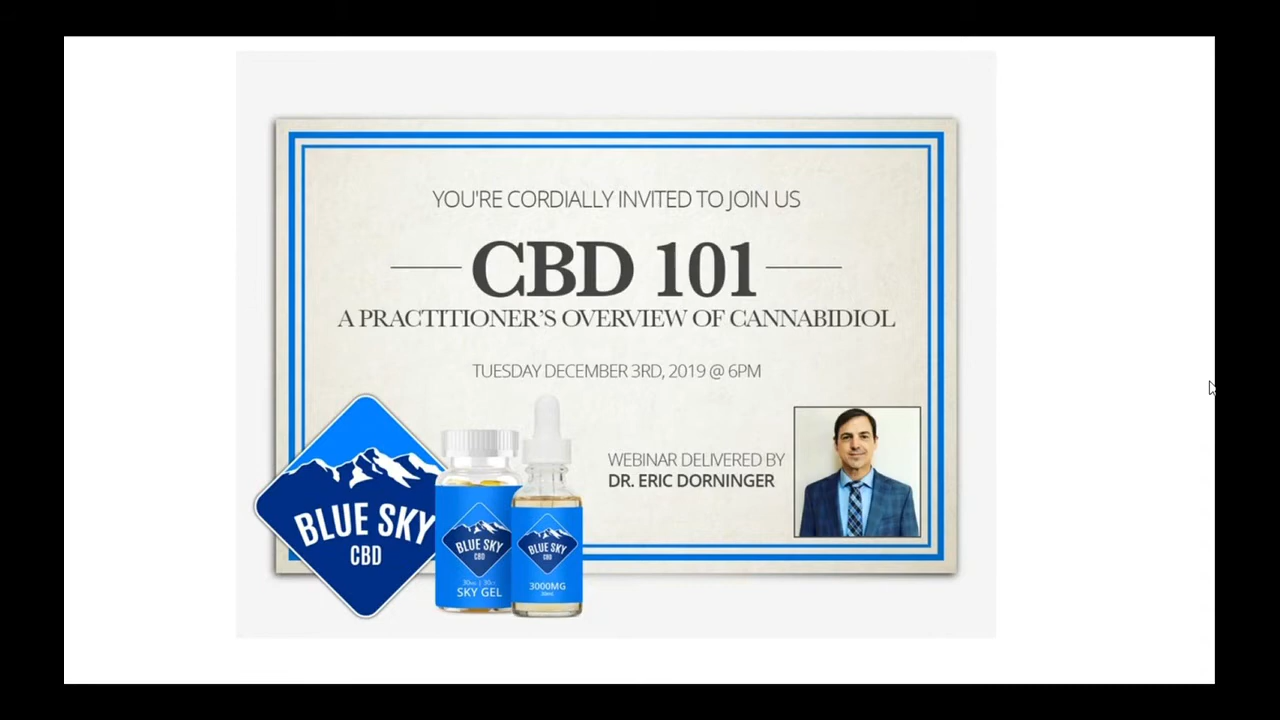 YOU'RE CORDIALLY INVITED TO JOIN US
CBD 101
A PRACTITIONER'S OVERVIEW OF CANNABIDIOL
TUESDAY DECEMBER 3RD, 2019 @ 6PM
WEBINAR DELIVERED BY
DR. ERIC DORNINGER
BLUE SKY
CBD
BLUE SKY
CBD
SKY GEL
BLUE SKY
CBD
3000MG